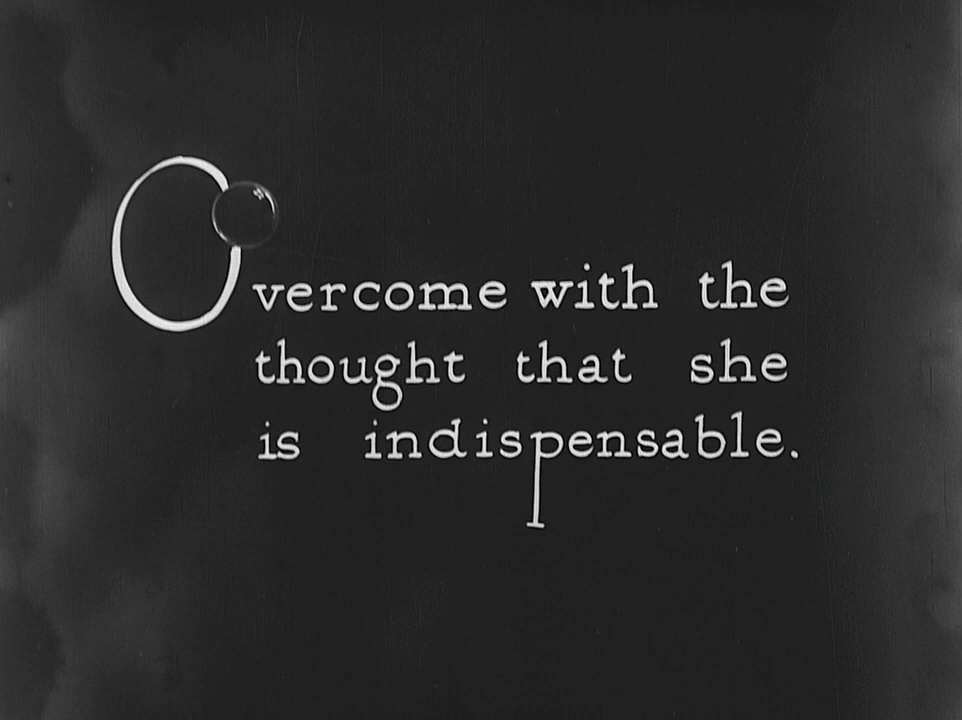 Overcome with the
thought that she
is indispensable.